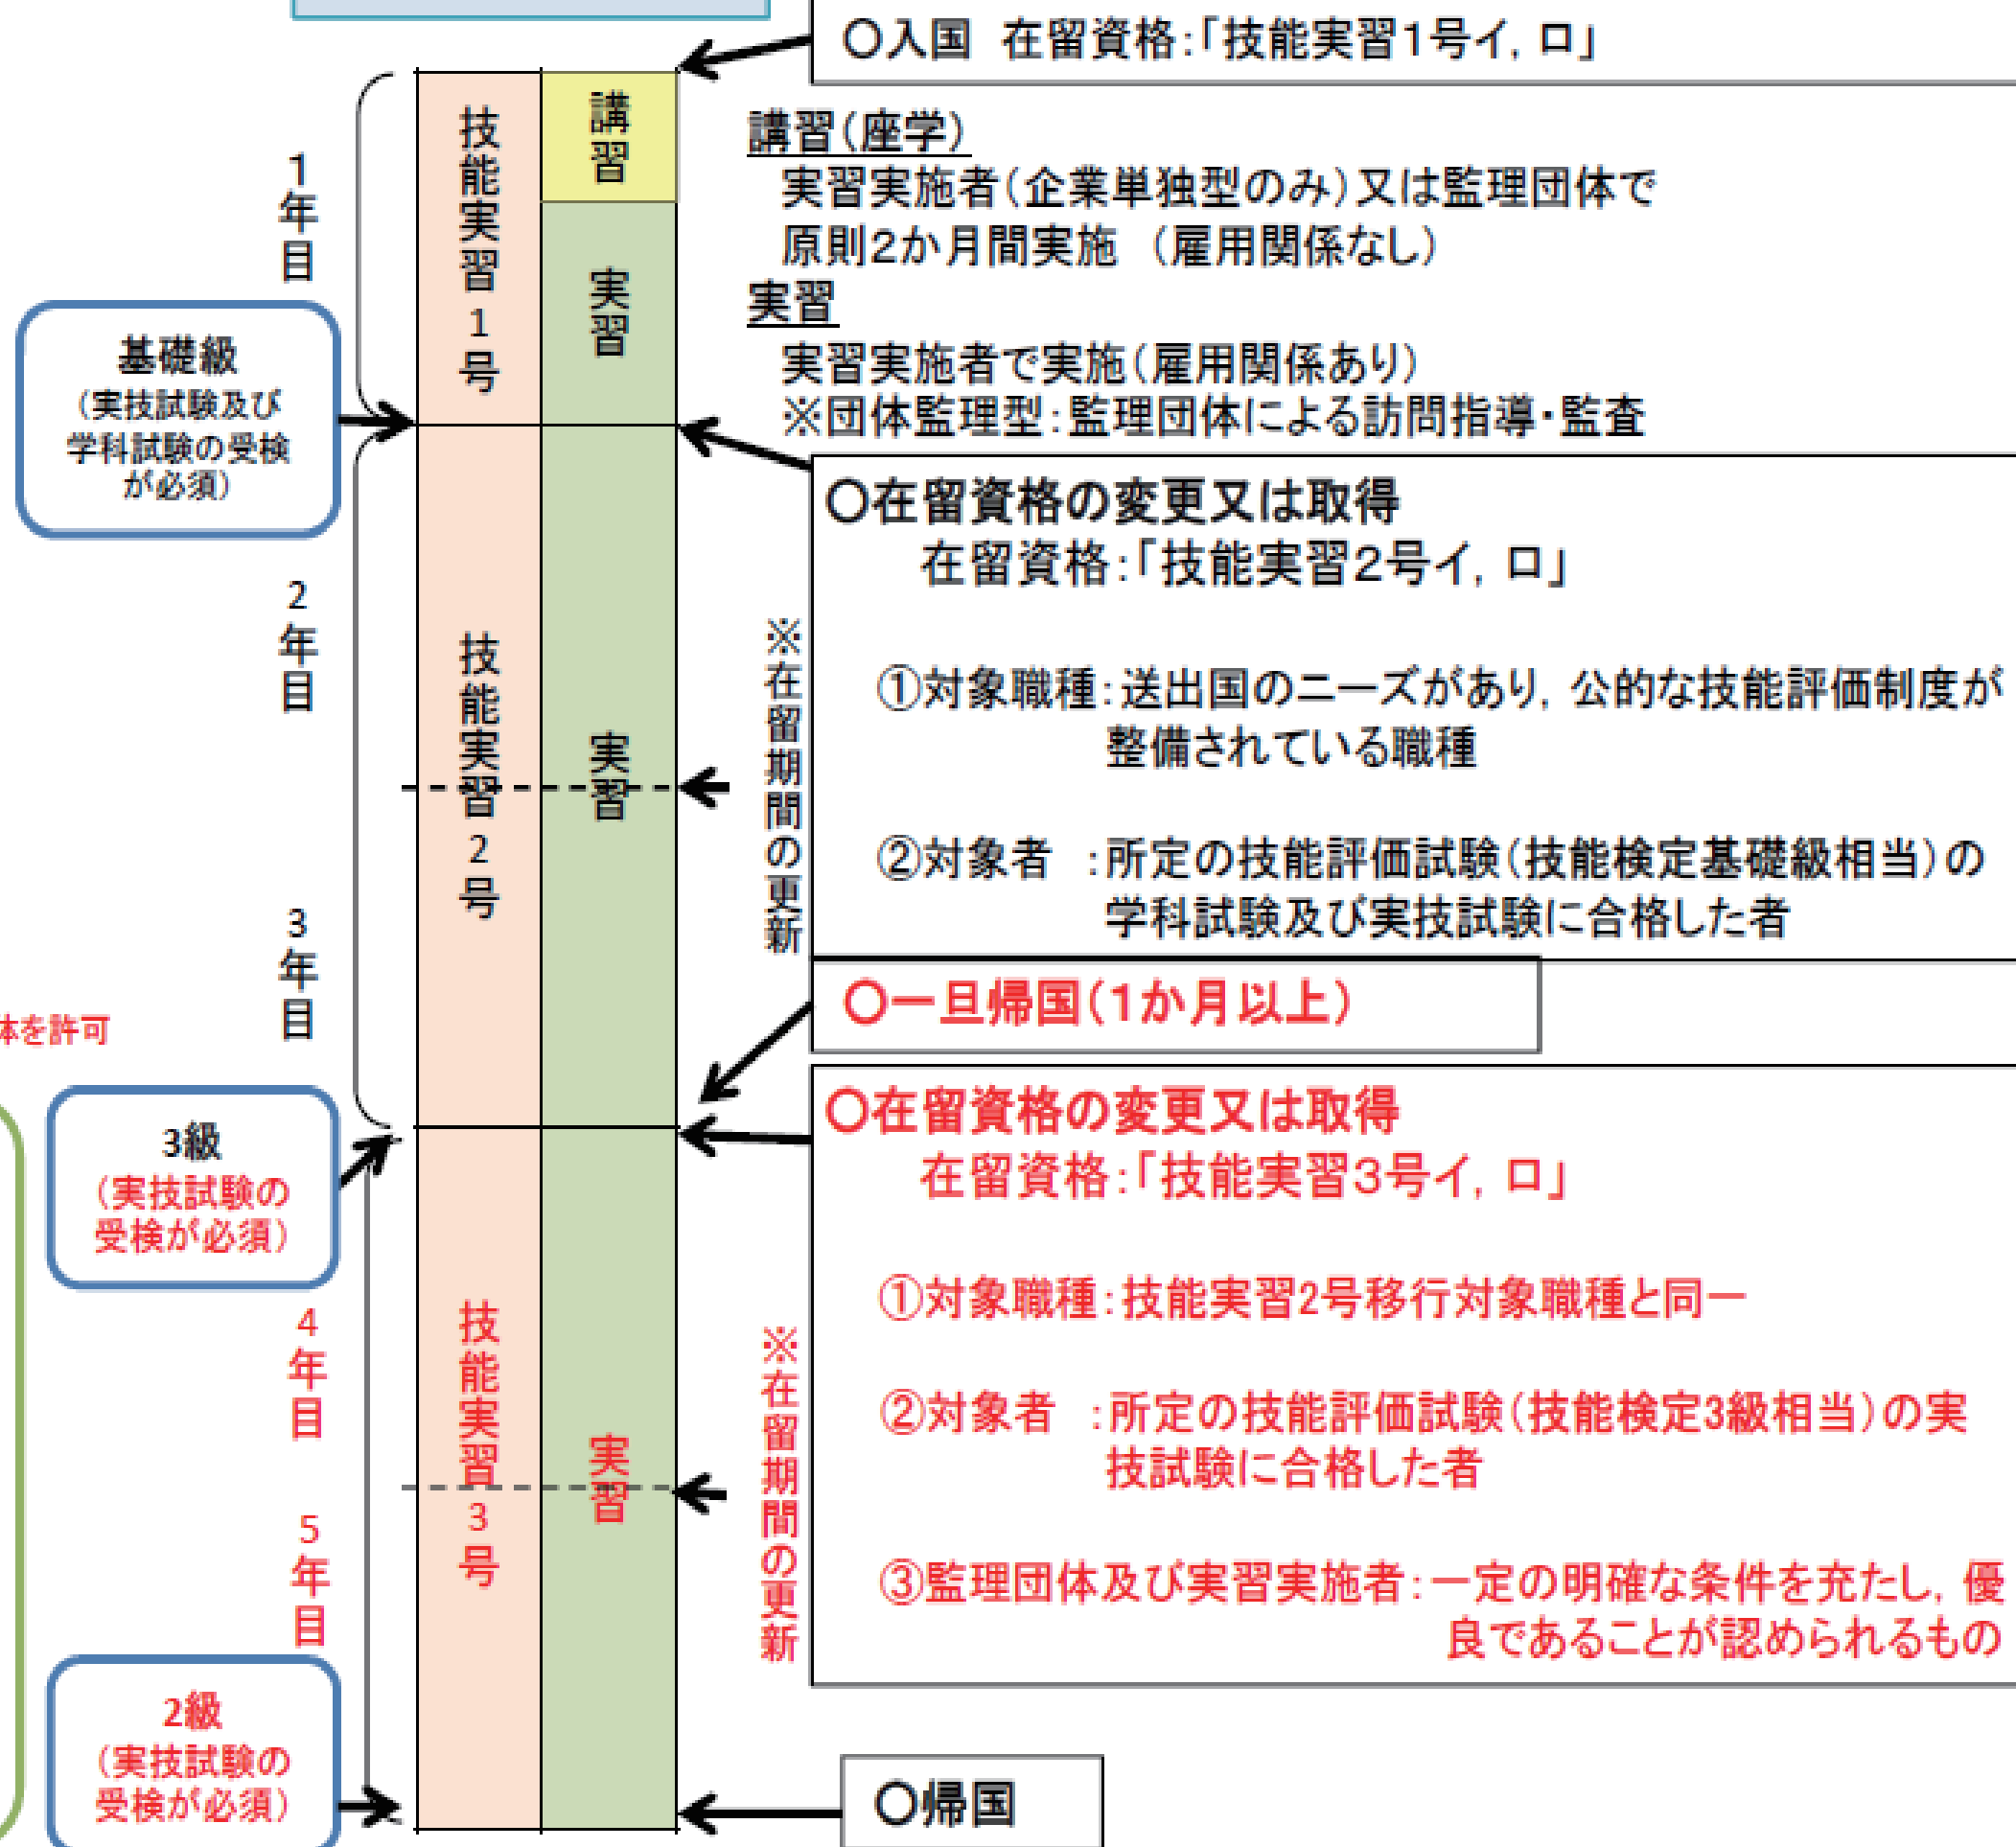 〇入国 在留資格:「技能実習1号イ, ロ」
1年目
技能実習1号
講習
実習
講習(座学)
実習実施者(企業単独型のみ)又は監理団体で
原則2か月間実施 (雇用関係なし)
実習
実習実施者で実施(雇用関係あり)
※団体監理型:監理団体による訪問指導・監査
基礎級
(実技試験及び
学科試験の受検
が必須)
2年目
3年目
技能実習2号
実習
※在留期間の更新
〇在留資格の変更又は取得
在留資格:「技能実習2号イ, ロ」
①対象職種:送出国のニーズがあり, 公的な技能評価制度が
整備されている職種
②対象者 :所定の技能評価試験(技能検定基礎級相当)の
学科試験及び実技試験に合格した者
〇一旦帰国(1か月以上)
体を許可
3級
(実技試験の
受検が必須)
4年目
5年目
技能実習3号
実習
※在留期間の更新
〇在留資格の変更又は取得
在留資格:「技能実習3号イ, ロ」
①対象職種:技能実習2号移行対象職種と同一
②対象者 :所定の技能評価試験(技能検定3級相当)の実
技試験に合格した者
③監理団体及び実習実施者:一定の明確な条件を充たし, 優
良であることが認められるもの
2級
(実技試験の
受検が必須)
〇帰国